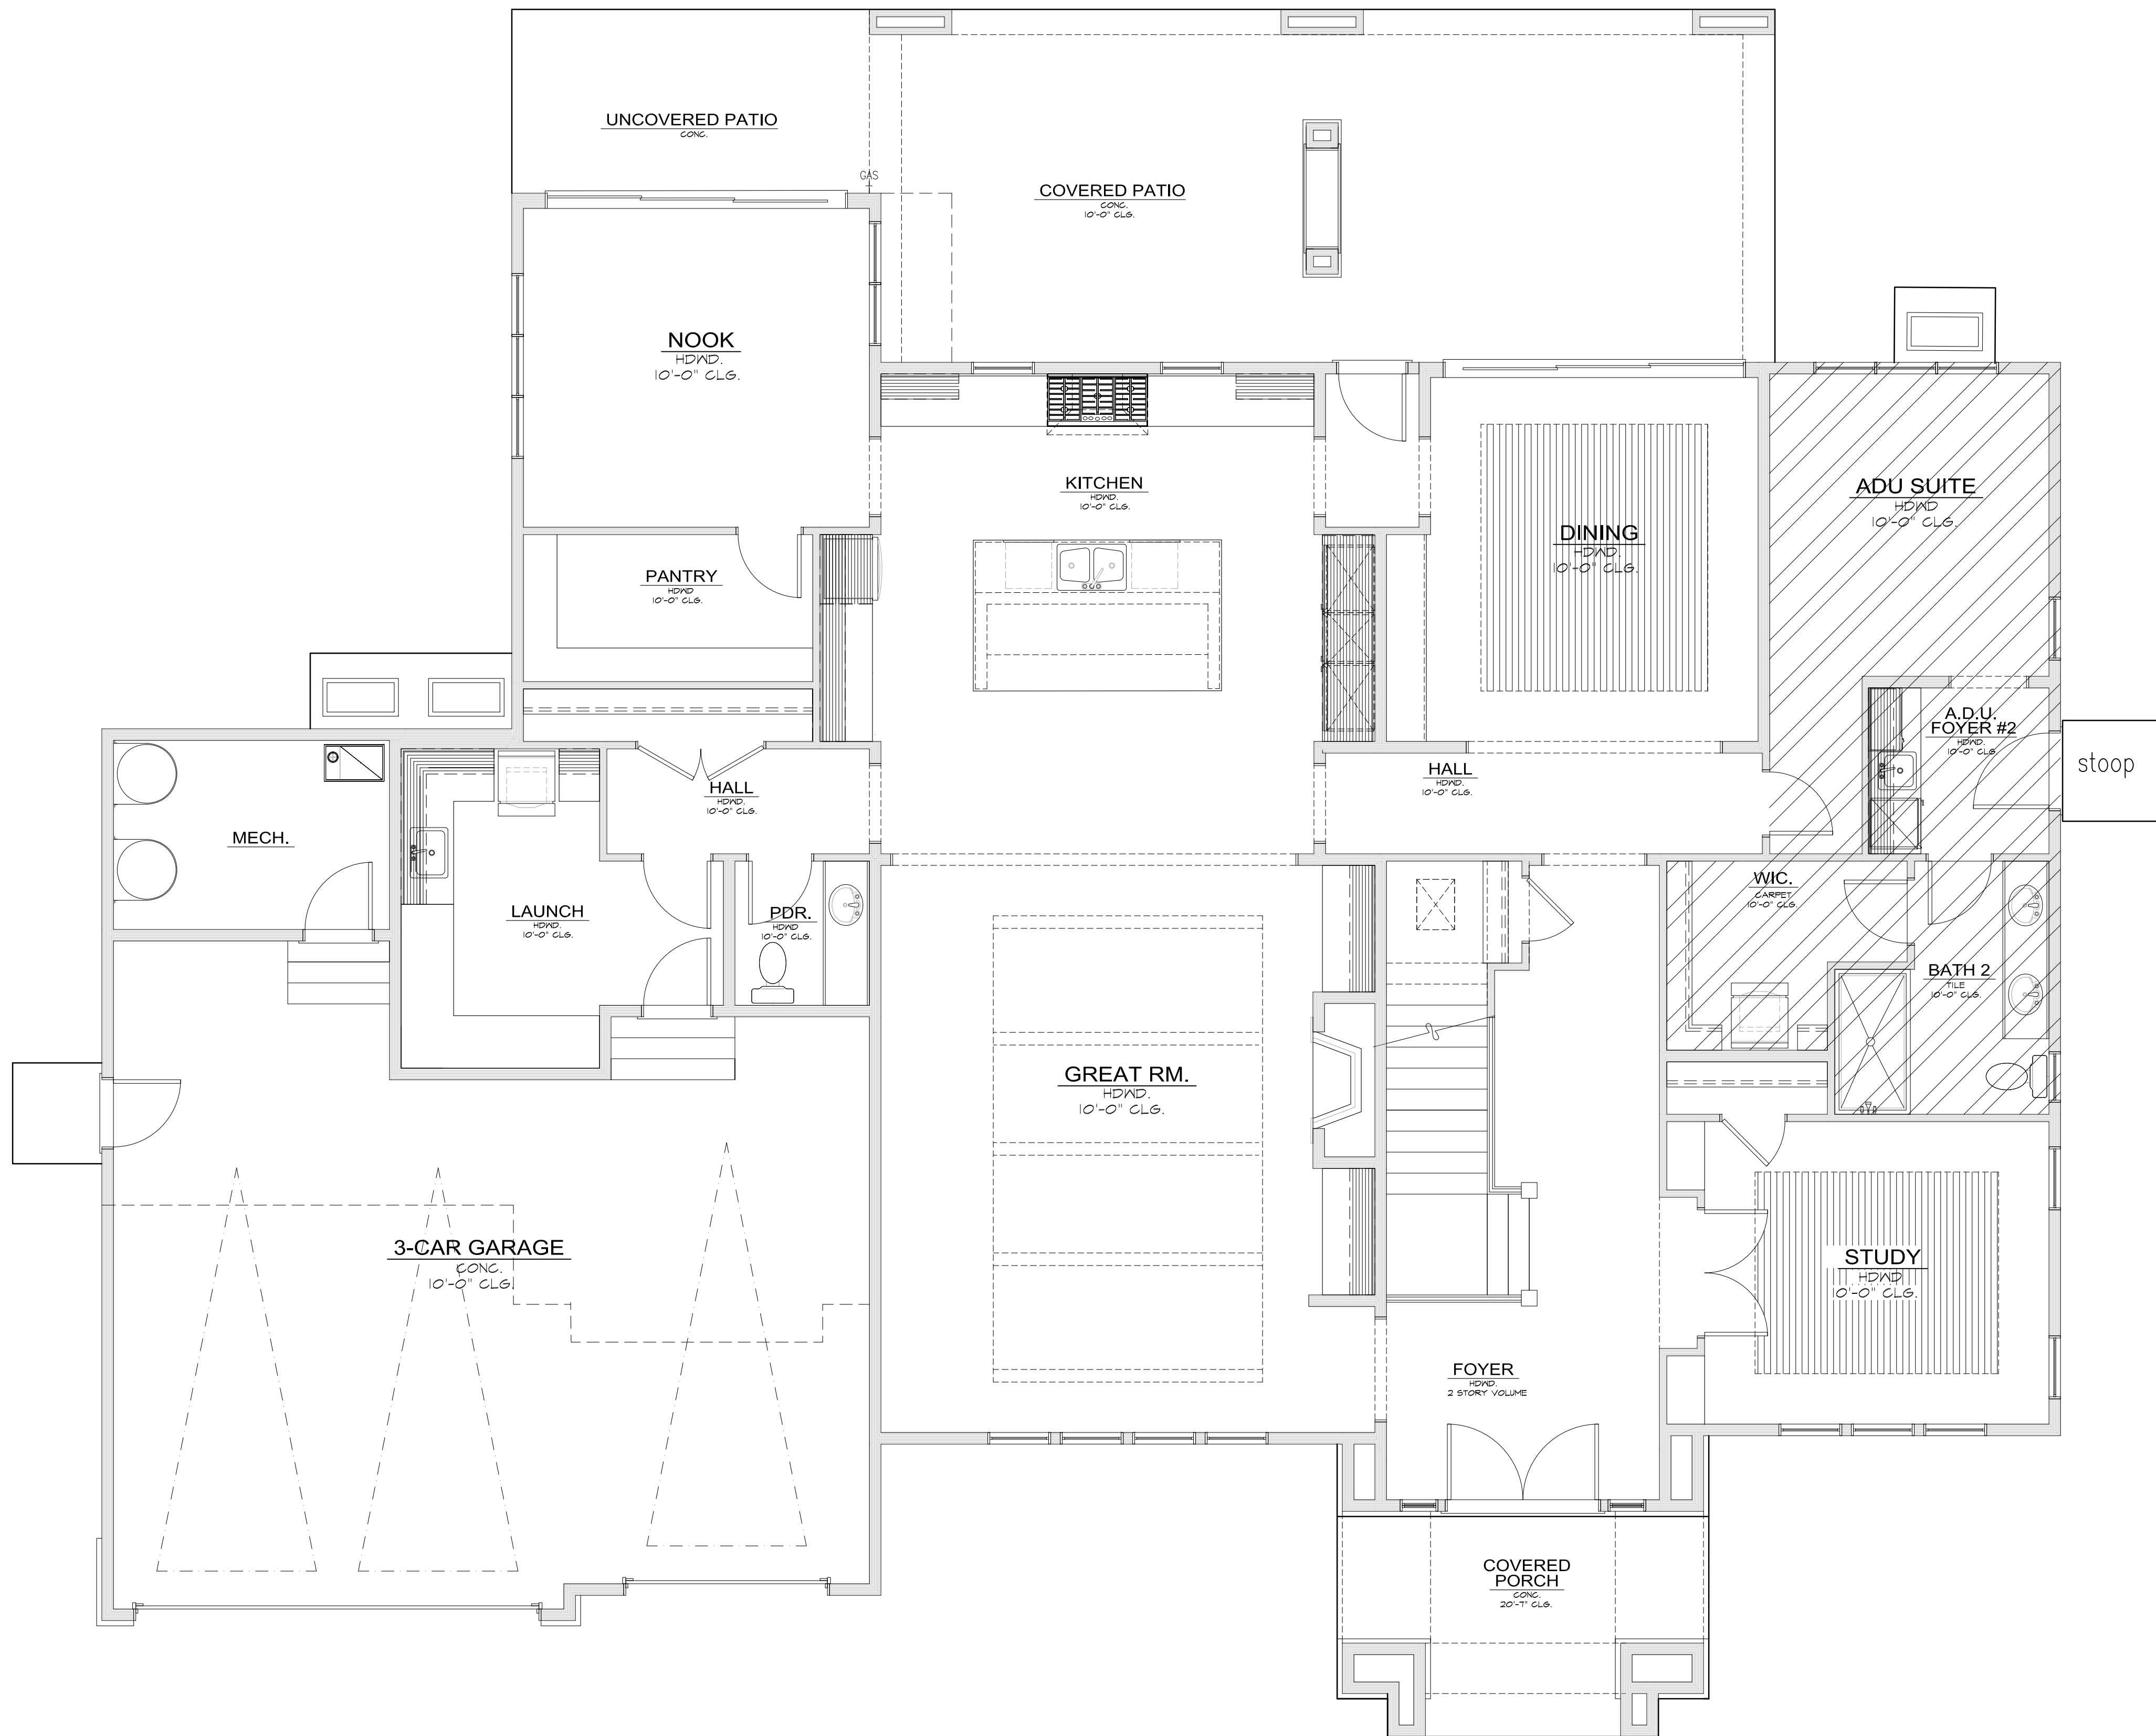 UNCOVERED PATIO
CONC.
GAS
COVERED PATIO
CONC.
10'-0" CLG.
NOOK
HDWD.
10'-0" CLG.
KITCHEN
HDWD.
10'-0" CLG.
ADU SUITE
HDWD
10'-0" CLG.
DINING
HDWD.
10'-0" CLG.
PANTRY
HDWD
10'-0" CLG.
A.D.U.
FOYER #2
HDWD.
10'-0" CLG
stoop
HALL
HDWD.
10'-0" CLG.
HALL
HDWD.
10'-0" CLG.
MECH.
LAUNCH
HDWD.
10'-0" CLG.
PDR.
HDWD
10'-0" CLG.
WIC.
CARPET
10'-0" CLG.
BATH 2
TILE
10'-0" CLG.
GREAT RM.
HDWD.
10'-0" CLG.
3-CAR GARAGE
CONC.
10'-0" CLG.
STUDY
HDWD
10'-0" CLG.
FOYER
HDWD.
2 STORY VOLUME
COVERED
PORCH
CONC.
20'-7" CLG.